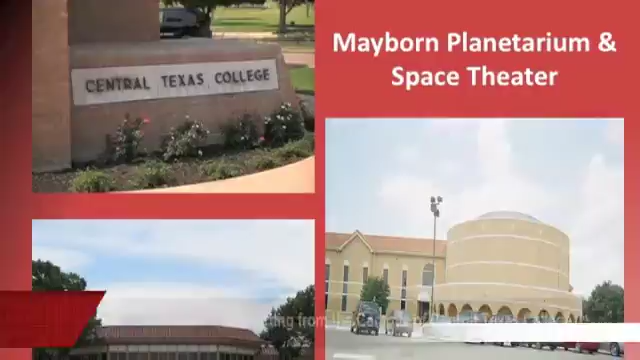 CENTRAL TEXAS COLLEGE
Mayborn Planetarium &
Space Theater